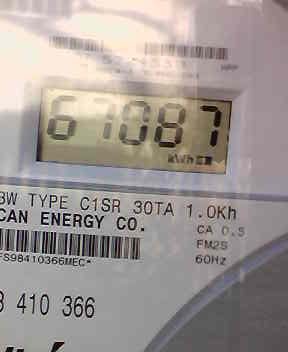 67087
kWh
3W TYPE C1SR 30TA 1.0Kh
CAN ENERGY CO.
CA 0.5
FM2S
60Hz
FS98410366MEC*
8 410 366